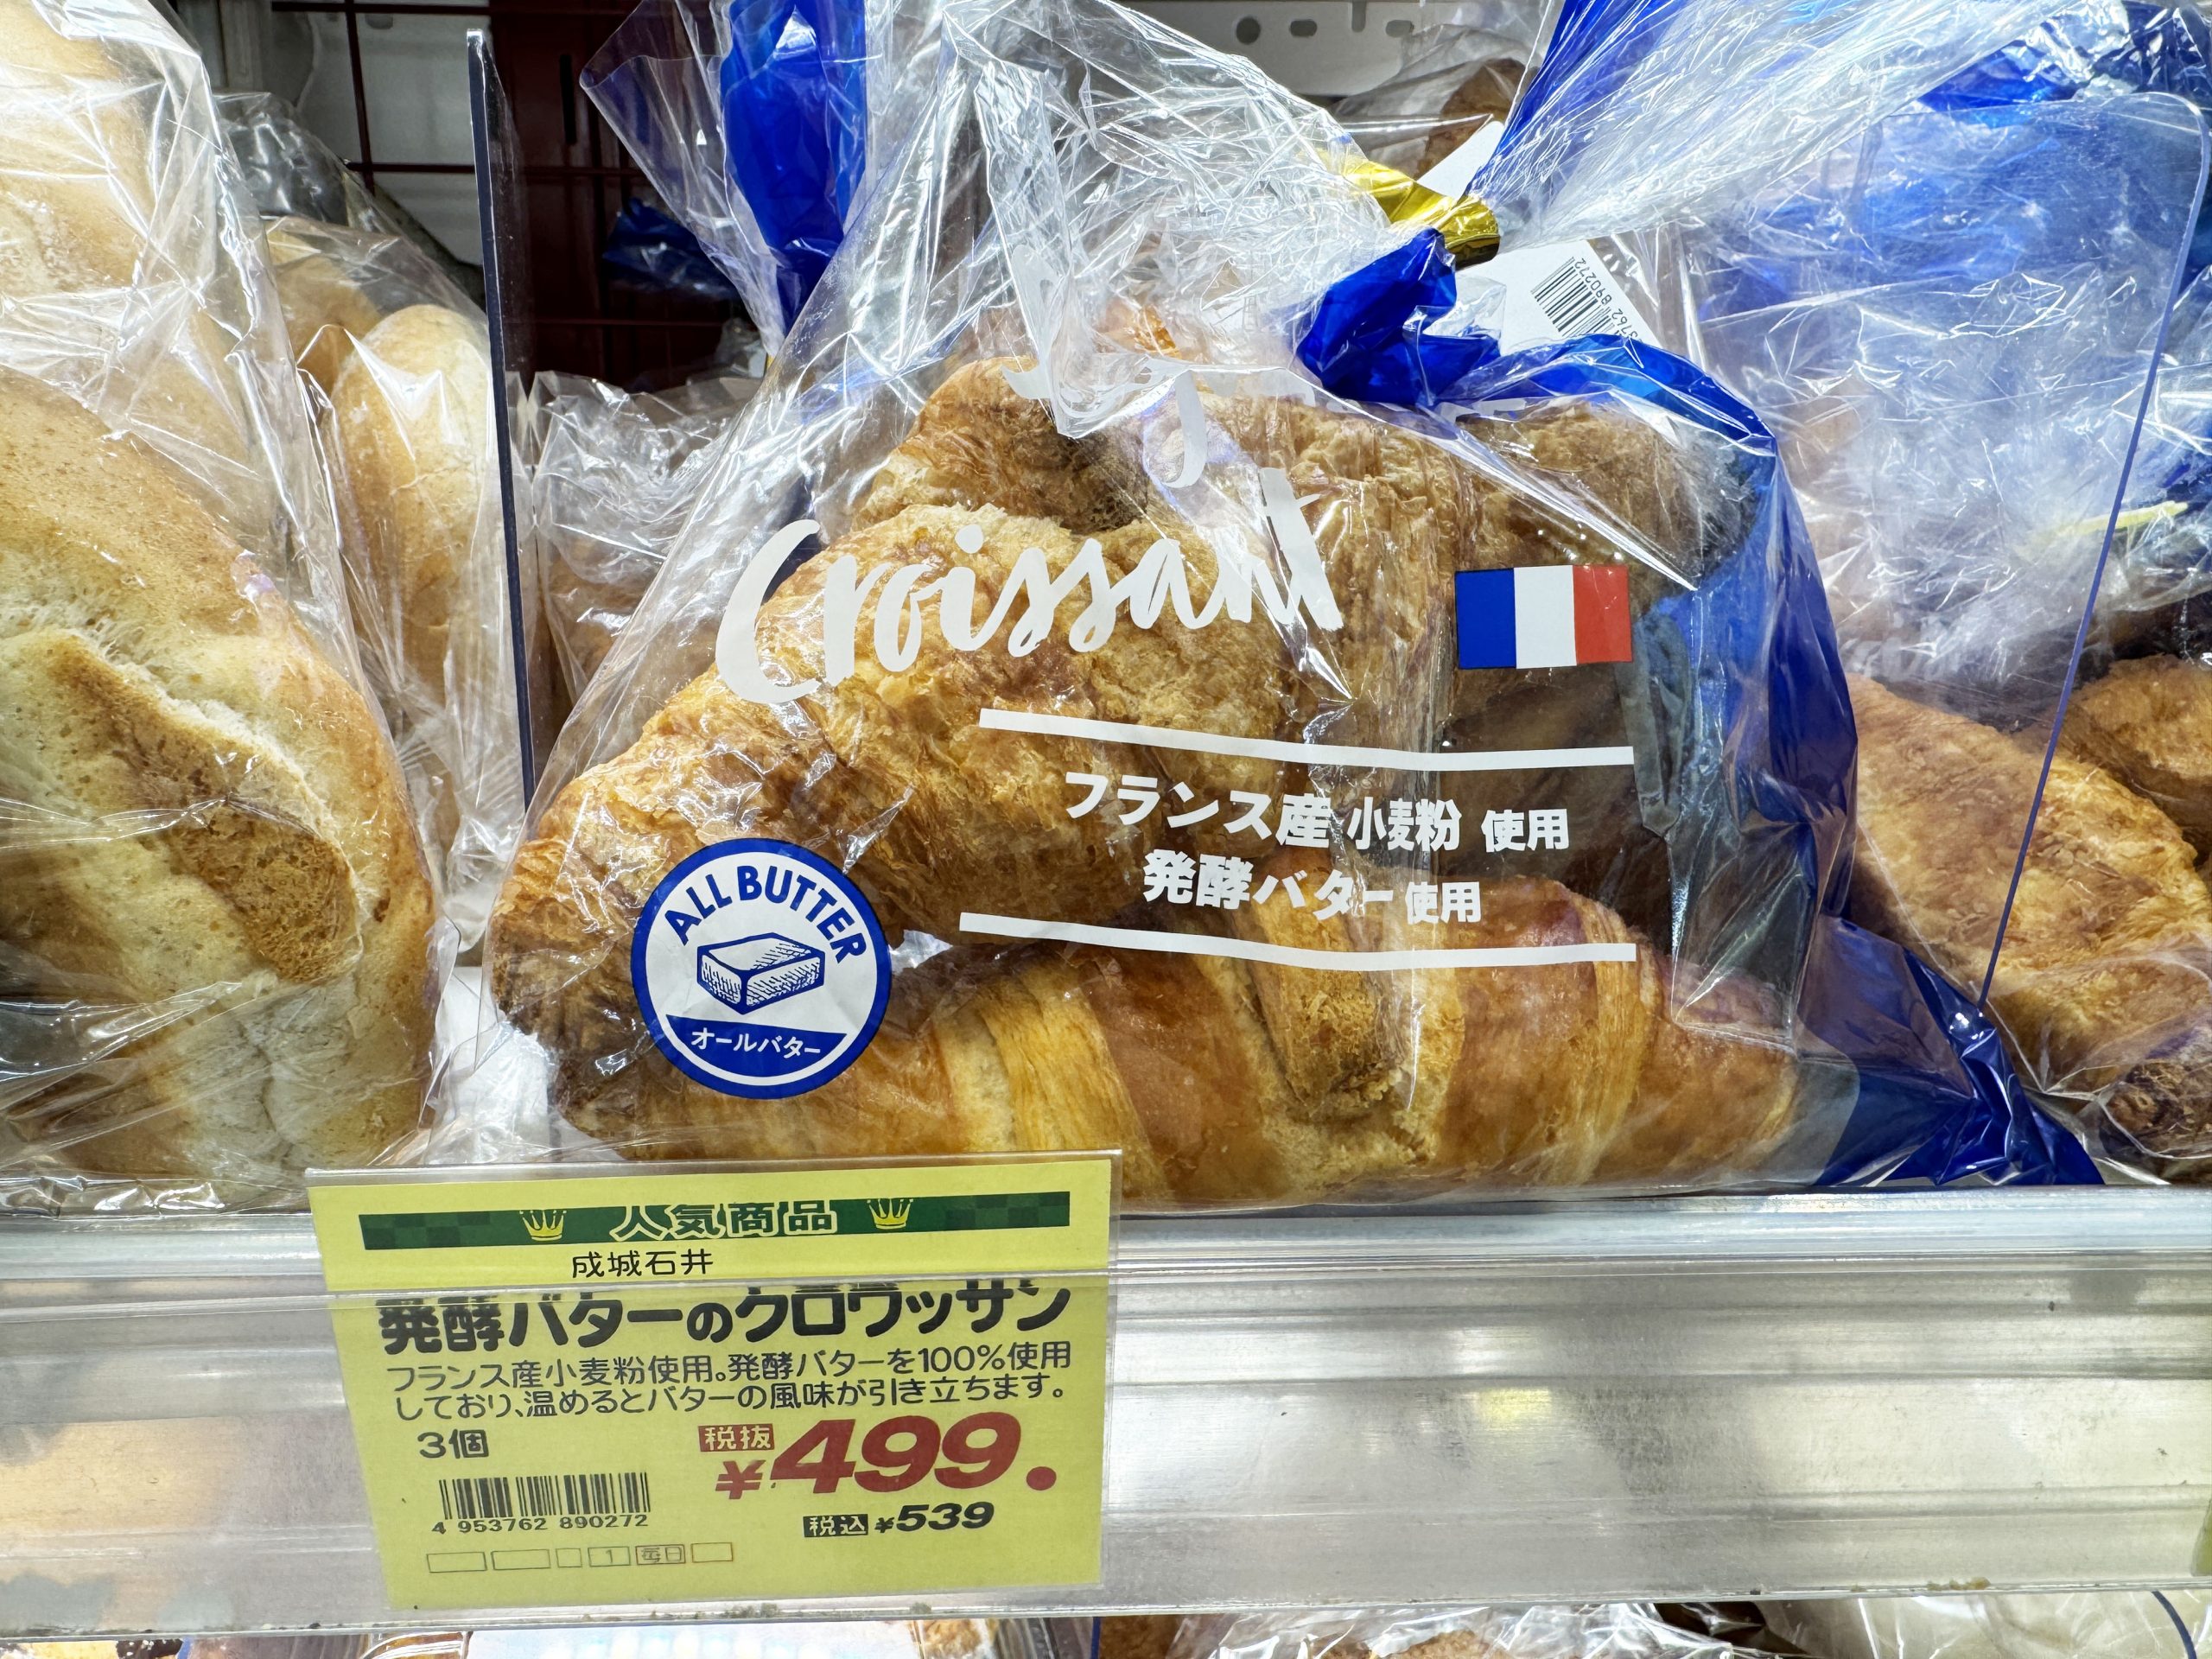 Croissant
フランス産 小麦粉 使用
発酵バター使用
ALL BUTTER
オールバター
890272
人気商品
成城石井
発酵バターのクロワッサン
フランス産小麦粉使用。発酵バターを100%使用
しており、温めるとバターの風味が引き立ちます。
3個
税抜
¥499.
税込 ¥539
4 953762 890272
1 毎日